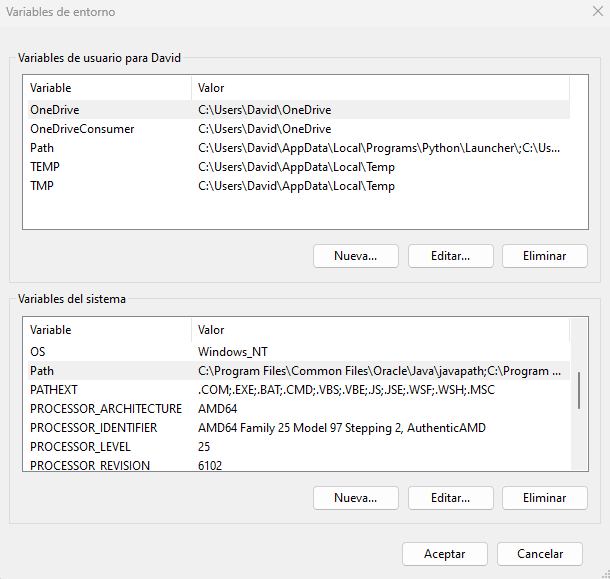 Variables de entorno
Variables de usuario para David
Variable Valor
OneDrive C:\Users\David\OneDrive
OneDriveConsumer C:\Users\David\OneDrive
Path C:\Users\David\AppData\Local\Programs\Python\Launcher\;C:\Us...
TEMP C:\Users\David\AppData\Local\Temp
TMP C:\Users\David\AppData\Local\Temp
Nueva... Editar... Eliminar
Variables del sistema
Variable Valor
OS Windows_NT
Path C:\Program Files\Common Files\Oracle\Java\javapath;C:\Program ...
PATHEXT .COM;.EXE;.BAT;.CMD;.VBS;.VBE;.JS;.JSE;.WSF;.WSH;.MSC
PROCESSOR_ARCHITECTURE AMD64
PROCESSOR_IDENTIFIER AMD64 Family 25 Model 97 Stepping 2, AuthenticAMD
PROCESSOR_LEVEL 25
PROCESSOR_REVISION 6102
Nueva... Editar... Eliminar
Aceptar Cancelar